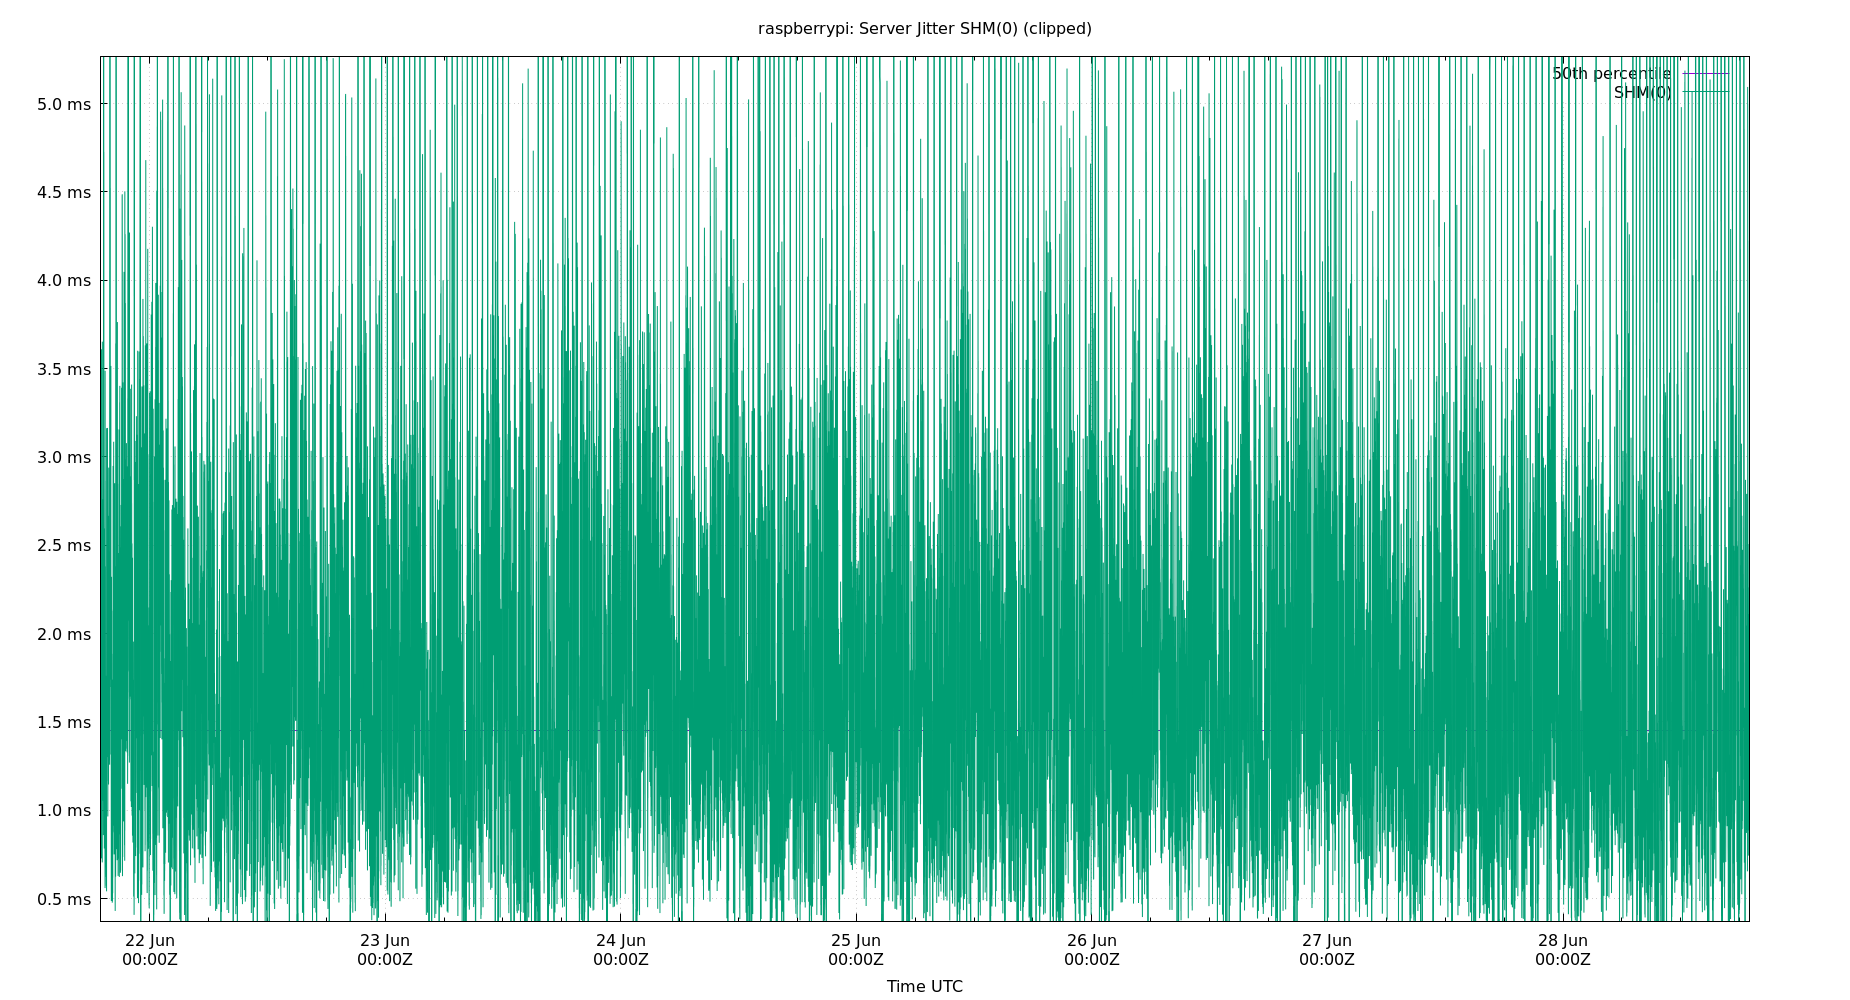 raspberrypi: Server Jitter SHM(0) (clipped)
50th percentile
SHM(0)
5.0 ms
4.5 ms
4.0 ms
3.5 ms
3.0 ms
2.5 ms
2.0 ms
1.5 ms
1.0 ms
0.5 ms
22 Jun 23 Jun 24 Jun 25 Jun 26 Jun 27 Jun 28 Jun
00:00Z 00:00Z 00:00Z 00:00Z 00:00Z 00:00Z 00:00Z
Time UTC